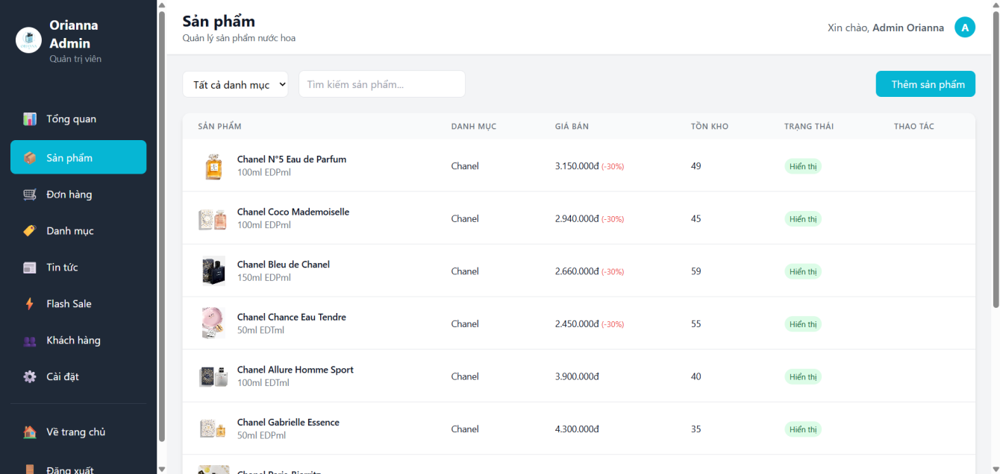 Orianna
Admin
Quản trị viên
Tổng quan
Sản phẩm
Đơn hàng
Danh mục
Tin tức
Flash Sale
Khách hàng
Cài đặt
Về trang chủ
Đăng xuất
Sản phẩm
Quản lý sản phẩm nước hoa
Xin chào, Admin Orianna
A
Tất cả danh mục
Tìm kiếm sản phẩm...
Thêm sản phẩm
SẢN PHẨM DANH MỤC GIÁ BÁN TỒN KHO TRẠNG THÁI THAO TÁC
Chanel N°5 Eau de Parfum
100ml EDPml
Chanel 3.150.000đ (-30%) 49 Hiển thị
Chanel Coco Mademoiselle
100ml EDPml
Chanel 2.940.000đ (-30%) 45 Hiển thị
Chanel Bleu de Chanel
150ml EDPml
Chanel 2.660.000đ (-30%) 59 Hiển thị
Chanel Chance Eau Tendre
50ml EDTml
Chanel 2.450.000đ (-30%) 55 Hiển thị
Chanel Allure Homme Sport
100ml EDTml
Chanel 3.900.000đ 40 Hiển thị
Chanel Gabrielle Essence
50ml EDPml
Chanel 4.300.000đ 35 Hiển thị
Chanel Paris-Biarritz